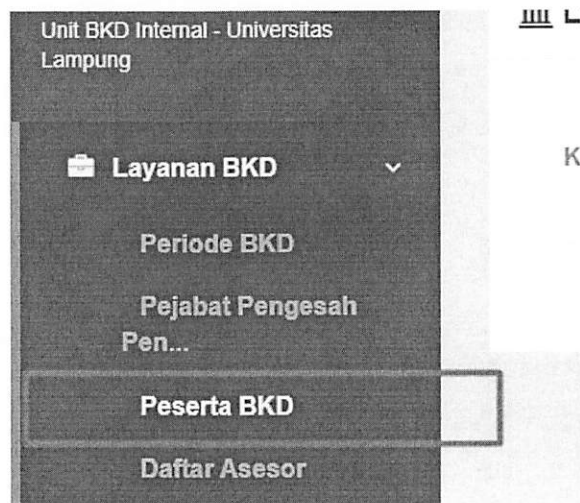 Unit BKD Internal - Universitas
Lampung
Layanan BKD
Periode BKD
Pejabat Pengesah
Pen...
Peserta BKD
Daftar Asesor
K